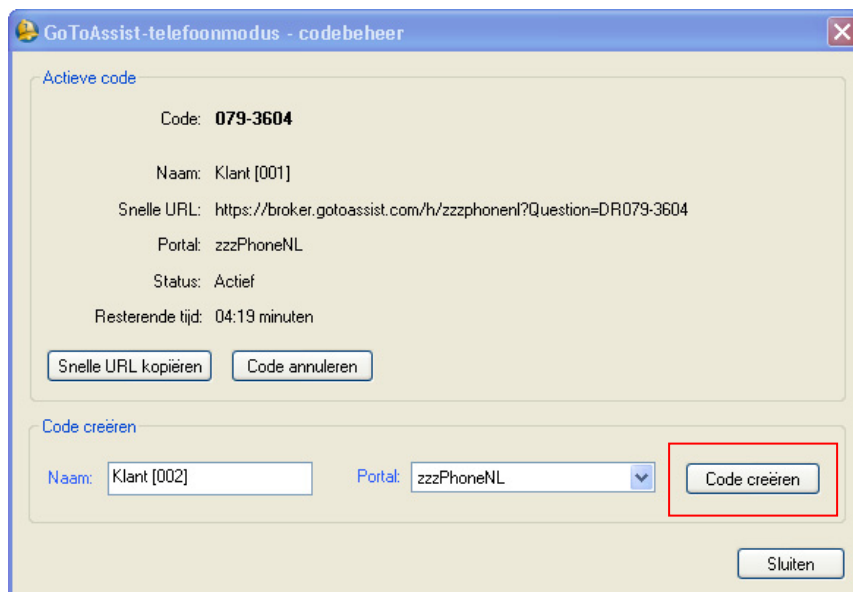 GoToAssist-telefoonmodus - codebeheer
Actieve code
Code: 079-3604
Naam: Klant [001]
Snelle URL: https://broker.gotoassist.com/h/zzzphonenl?Question=DR079-3604
Portal: zzzPhoneNL
Status: Actief
Resterende tijd: 04:19 minuten
Snelle URL kopiëren Code annuleren
Code creëren
Naam: Klant [002] Portal: zzzPhoneNL Code creëren
Sluiten